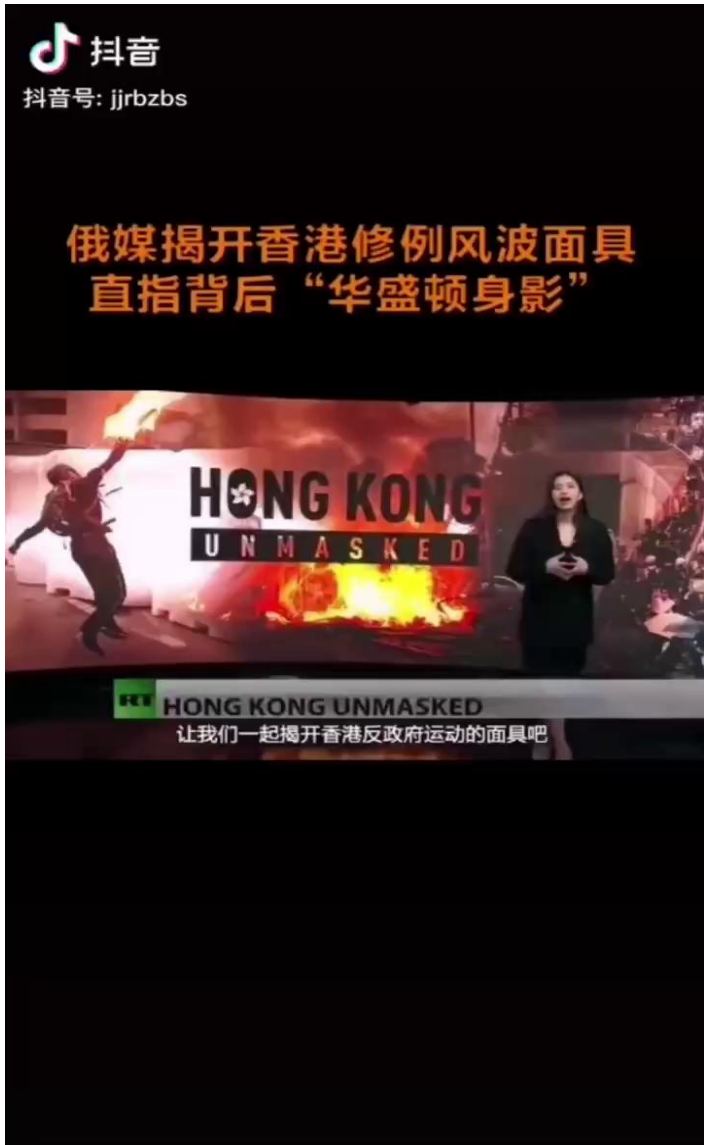 抖音
抖音号: jjrbzbs
俄媒揭开香港修例风波面具
直指背后“华盛顿身影”
HONG KONG
UNMASKED
RT HONG KONG UNMASKED
让我们一起揭开香港反政府运动的面具吧